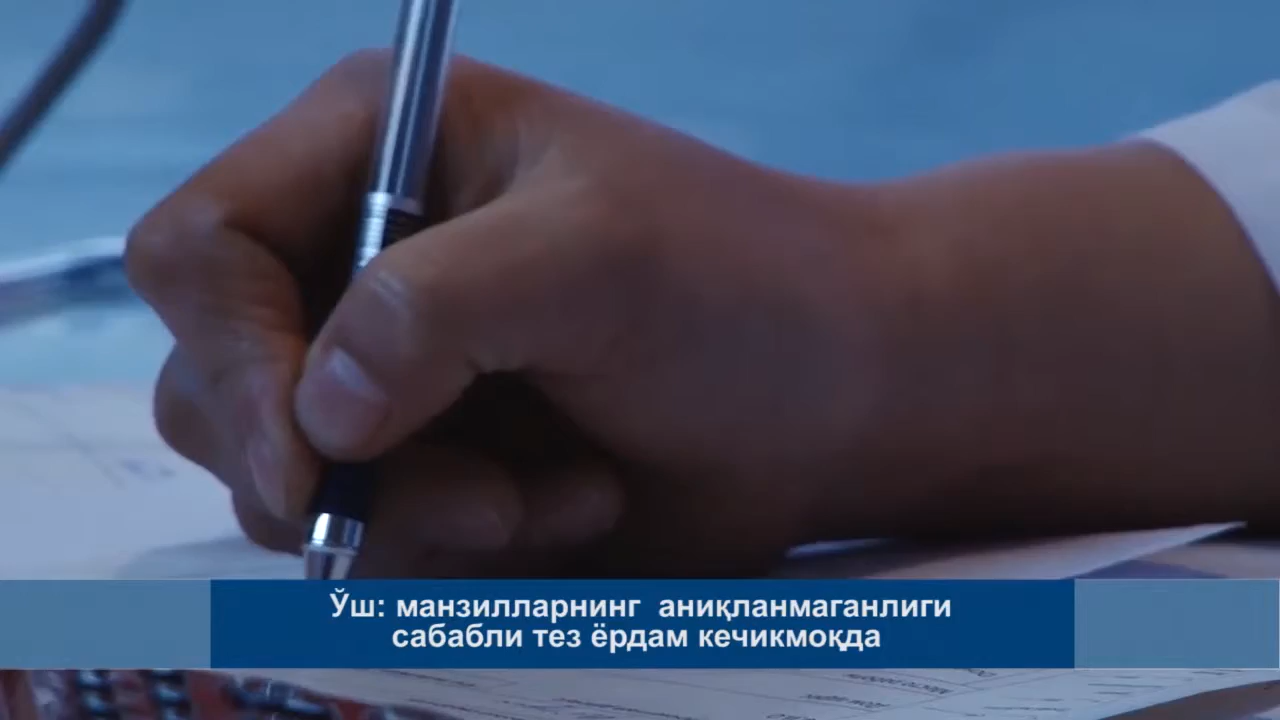 Ўш: манзилларнинг аниқланмаганлиги
сабабли тез ёрдам кечикмоқда